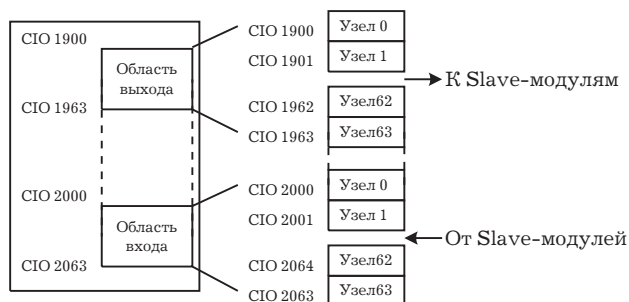 CIO 1900
Область
выхода
CIO 1963
CIO 2000
Область
входа
CIO 2063
CIO 1900 Узел 0
CIO 1901 Узел 1
К Slave-модулям
CIO 1962 Узел62
CIO 1963 Узел63
CIO 2000 Узел 0
CIO 2001 Узел 1
От Slave-модулей
CIO 2064 Узел62
CIO 2063 Узел63